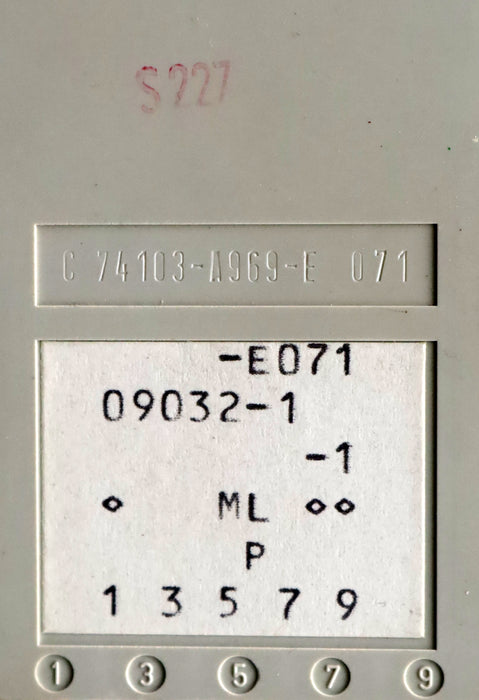 S227
C 74103-A969-E 071
-E071
09032-1
-1
◇ ML ◇◇
P
1 3 5 7 9
1 3 5 7 9